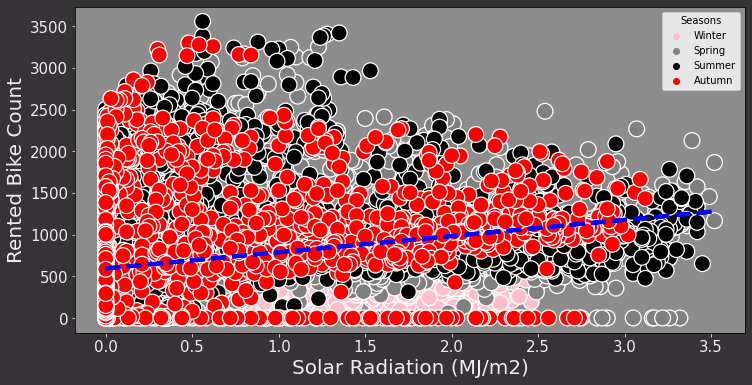 3500
3000
2500
2000
1500
1000
500
0
Rented Bike Count
Seasons
Winter
Spring
Summer
Autumn
0.0 0.5 1.0 1.5 2.0 2.5 3.0 3.5
Solar Radiation (MJ/m2)